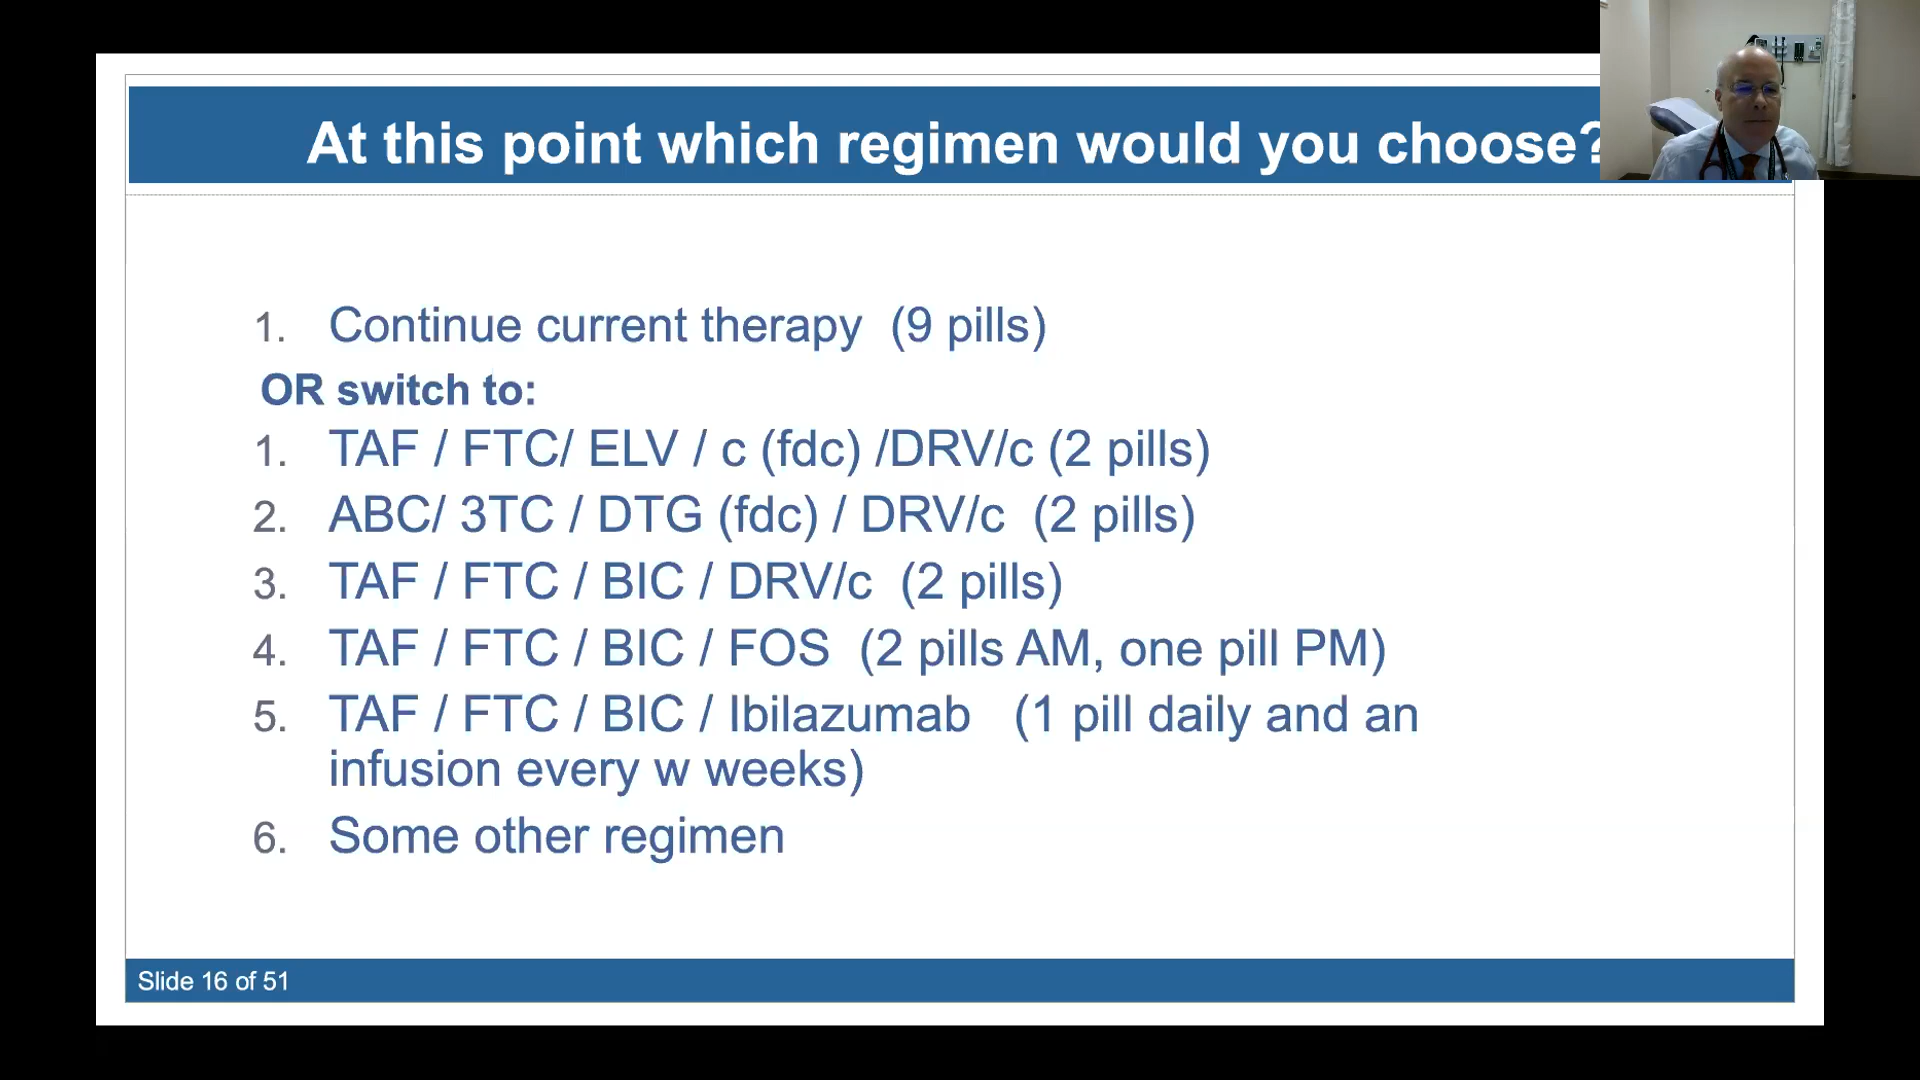 At this point which regimen would you choose?
1. Continue current therapy (9 pills)
OR switch to:
1. TAF / FTC/ ELV / c (fdc) /DRV/c (2 pills)
2. ABC/ 3TC / DTG (fdc) / DRV/c (2 pills)
3. TAF / FTC / BIC / DRV/c (2 pills)
4. TAF / FTC / BIC / FOS (2 pills AM, one pill PM)
5. TAF / FTC / BIC / Ibilazumab (1 pill daily and an
infusion every w weeks)
6. Some other regimen
Slide 16 of 51